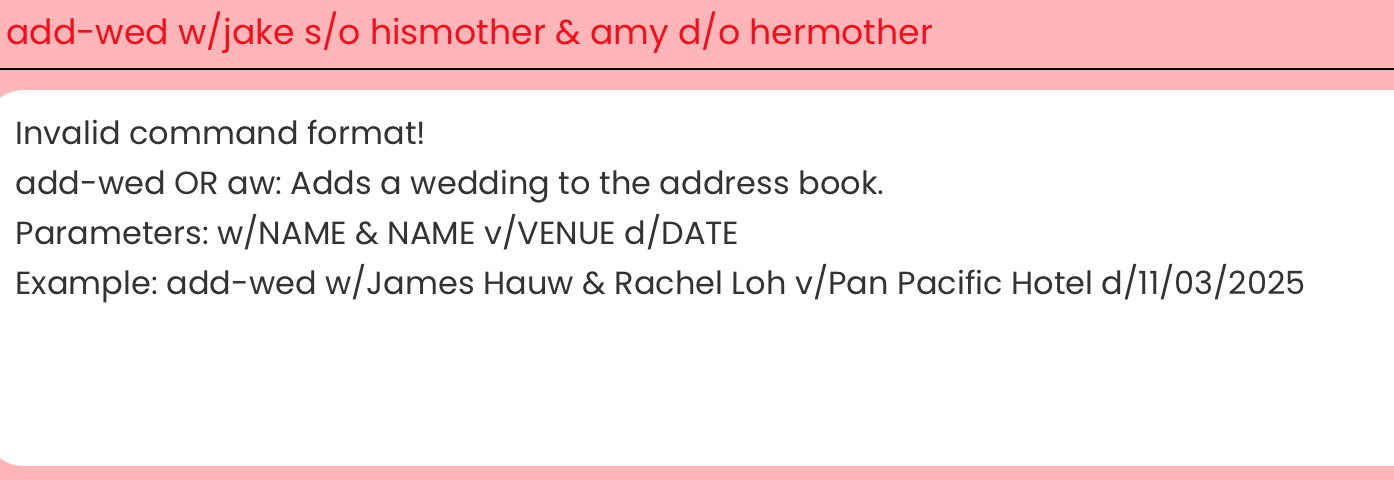 add-wed w/jake s/o hismother & amy d/o hermother
Invalid command format!
add-wed OR aw: Adds a wedding to the address book.
Parameters: w/NAME & NAME v/VENUE d/DATE
Example: add-wed w/James Hauw & Rachel Loh v/Pan Pacific Hotel d/11/03/2025